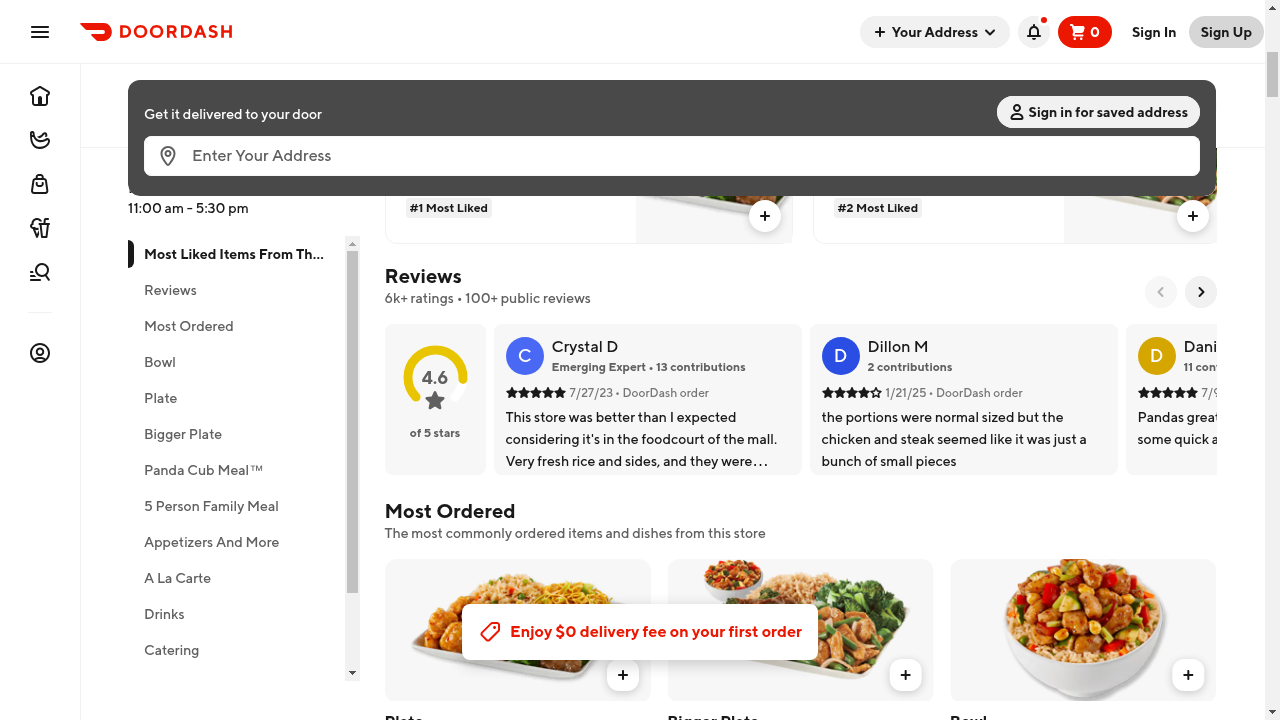 DOORDASH
Your Address
0
Sign In
Sign Up
Get it delivered to your door
Sign in for saved address
Enter Your Address
11:00 am - 5:30 pm
#1 Most Liked
#2 Most Liked
Most Liked Items From Th...
Reviews
Most Ordered
Bowl
Plate
Bigger Plate
Panda Cub Meal™
5 Person Family Meal
Appetizers And More
A La Carte
Drinks
Catering
Reviews
6k+ ratings • 100+ public reviews
4.6
of 5 stars
C
Crystal D
Emerging Expert • 13 contributions
7/27/23 • DoorDash order
This store was better than I expected
considering it's in the foodcourt of the mall.
Very fresh rice and sides, and they were...
D
Dillon M
2 contributions
1/21/25 • DoorDash order
the portions were normal sized but the
chicken and steak seemed like it was just a
bunch of small pieces
D
Dani
11 con
7/9
Pandas great
some quick a
Most Ordered
The most commonly ordered items and dishes from this store
Enjoy $0 delivery fee on your first order
Plate
Bigger Plate
Bowl